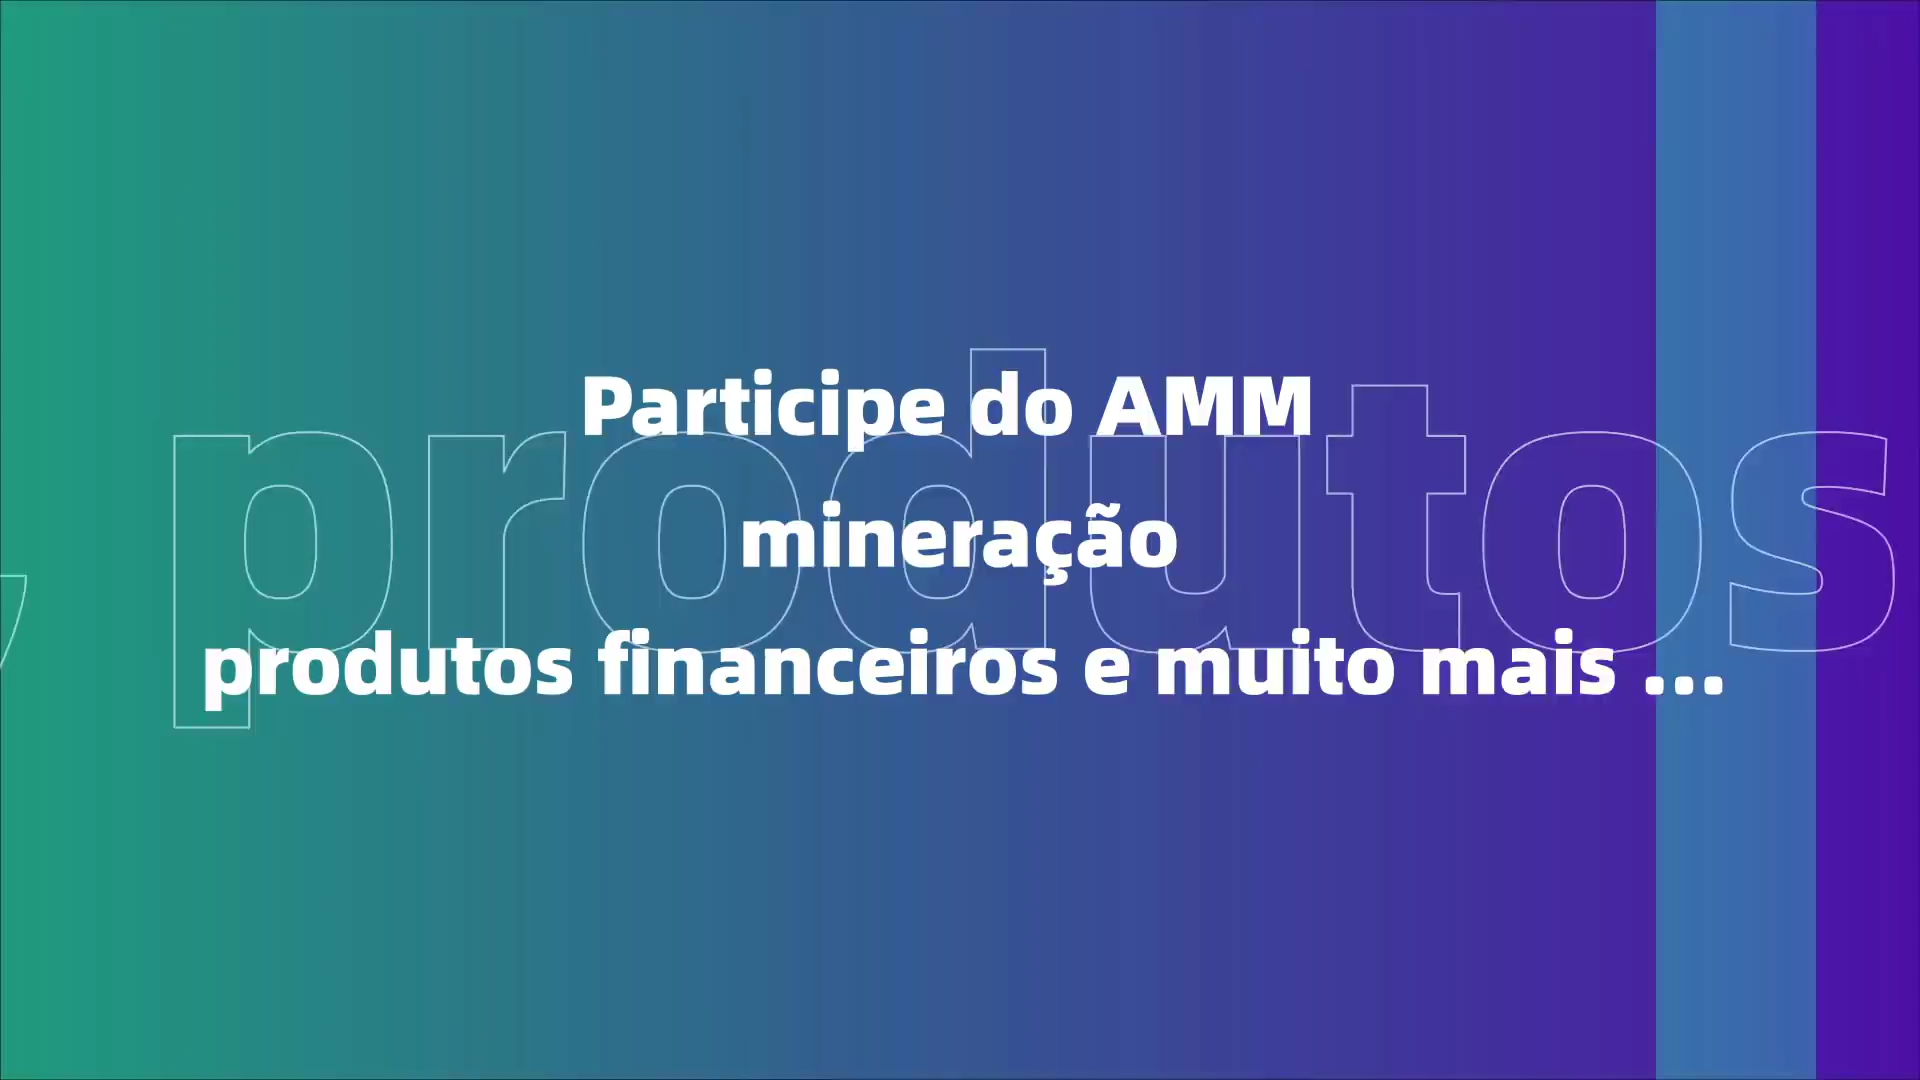 Participe do AMM
mineração
produtos financeiros e muito mais ...
, produtos